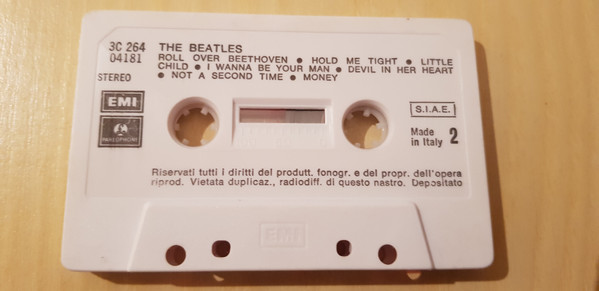 3C 264
04181
THE BEATLES
ROLL OVER BEETHOVEN ● HOLD ME TIGHT ● LITTLE
CHILD ● I WANNA BE YOUR MAN ● DEVIL IN HER HEART
● NOT A SECOND TIME ● MONEY
STEREO
EMI
PARLOPHONE
S.I.A.E.
Made
in Italy 2
Riservati tutti i diritti del produtt. fonogr. e del propr. dell'opera
riprod. Vietata duplicaz., radiodiff. di questo nastro. Depositato
EMI